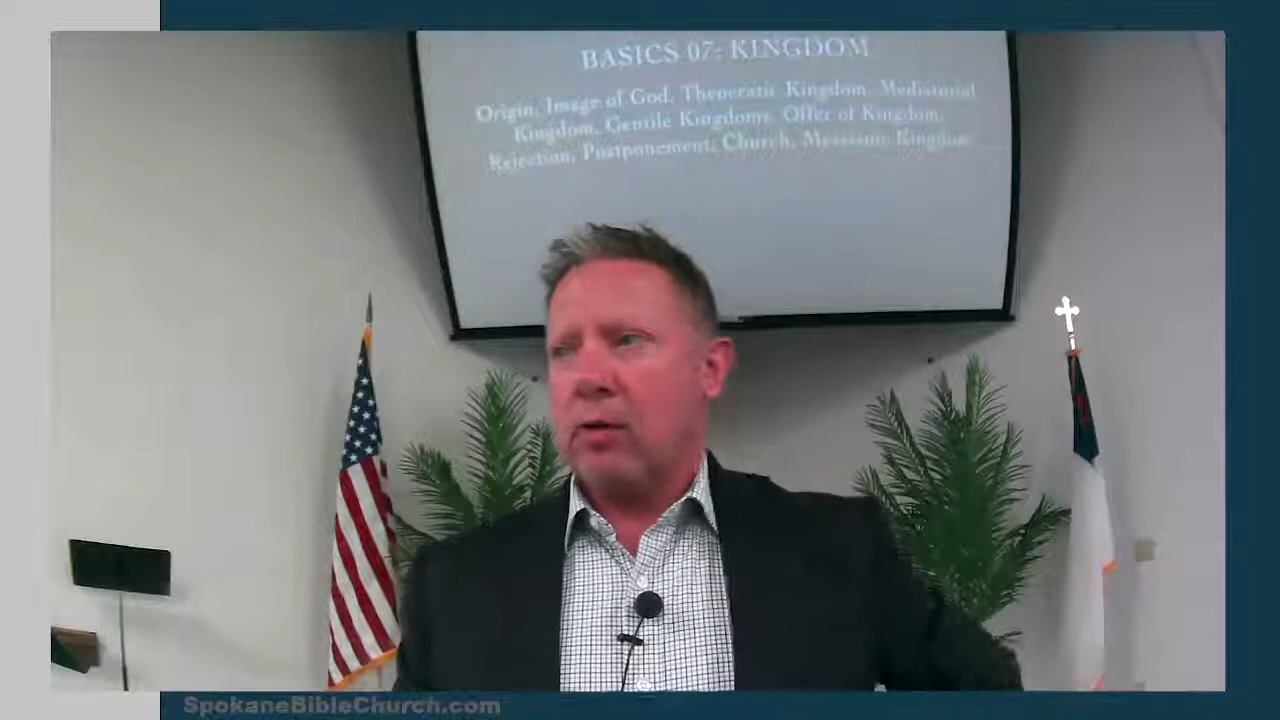 BASICS 07: KINGDOM
Origin, Image of God, Theocratic Kingdom, Mediatorial
Kingdom, Gentile Kingdoms, Offer of Kingdom,
Rejection, Postponement, Church, Messianic Kingdom
SpokaneBibleChurch.com